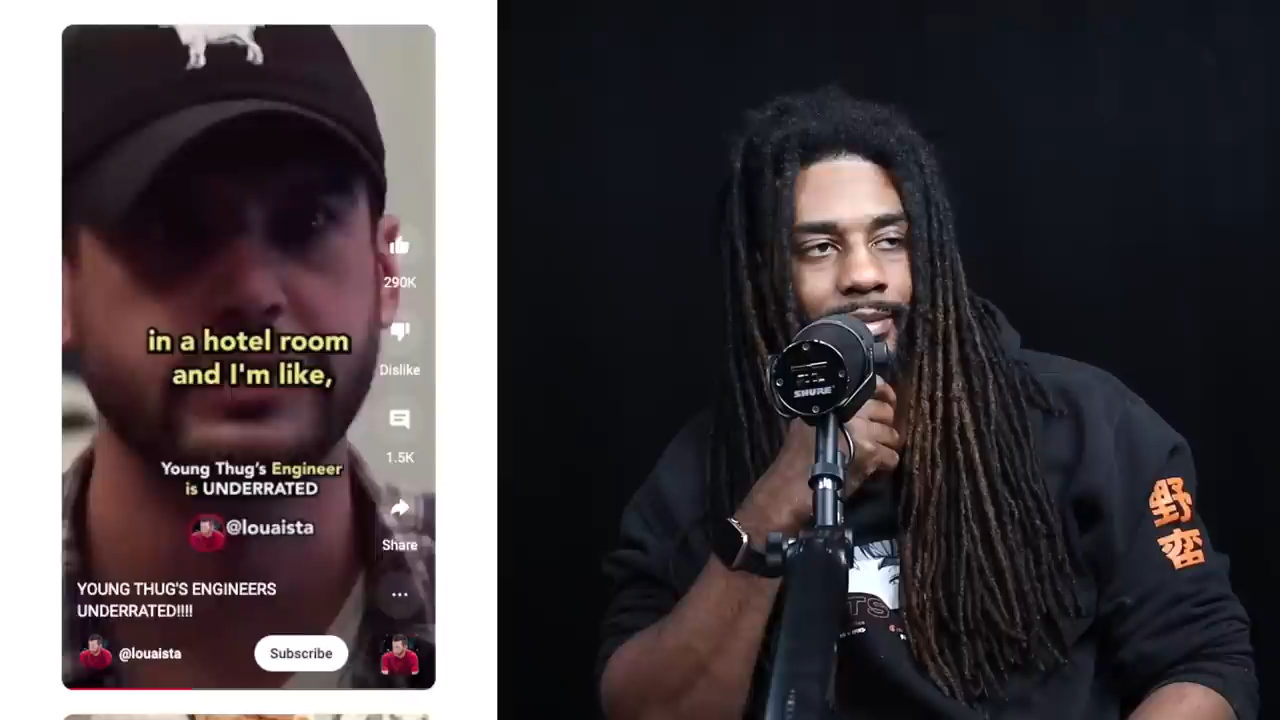 in a hotel room
and I'm like,
290K
Dislike
1.5K
Young Thug's Engineer
is UNDERRATED
@louaista
Share
YOUNG THUG'S ENGINEERS
UNDERRATED!!!!
@louaista
Subscribe
SHURE
TS
野
蛮